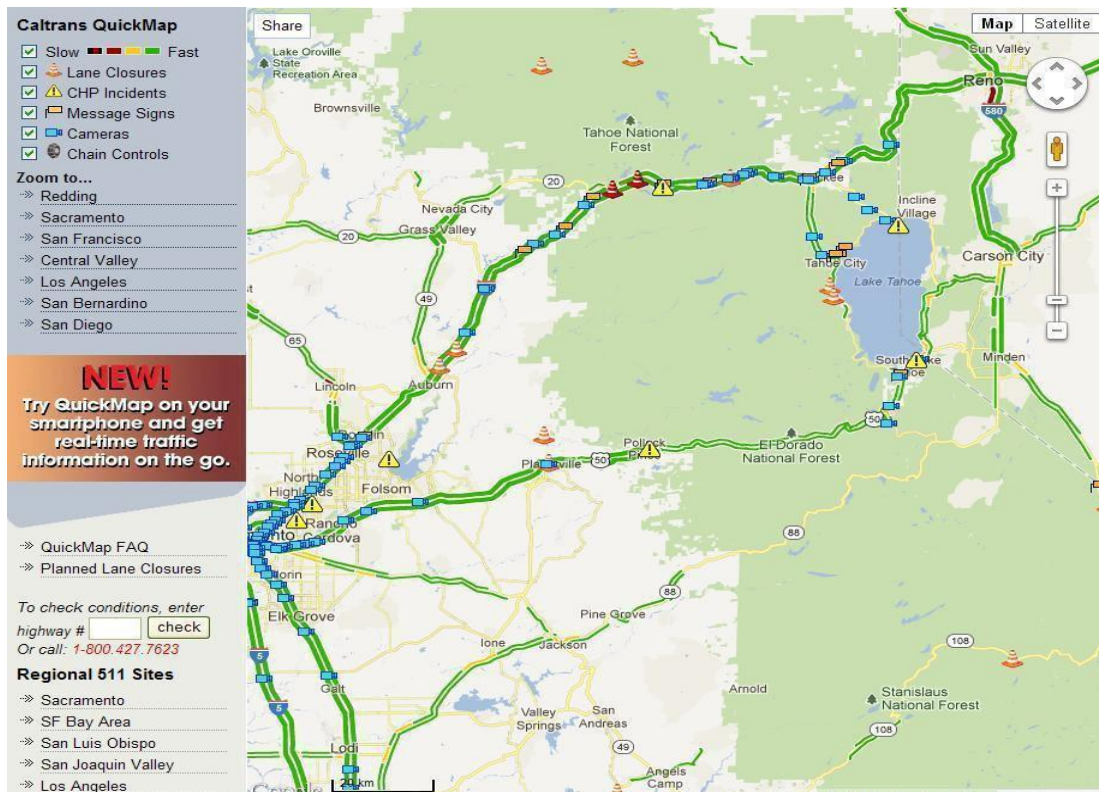 Caltrans QuickMap
Slow Fast
Lane Closures
CHP Incidents
Message Signs
Cameras
Chain Controls
Zoom to...
Redding
Sacramento
San Francisco
Central Valley
Los Angeles
San Bernardino
San Diego
NEW!
Try QuickMap on your
smartphone and get
real-time traffic
information on the go.
QuickMap FAQ
Planned Lane Closures
To check conditions, enter
highway # check
Or call: 1-800.427.7623
Regional 511 Sites
Sacramento
SF Bay Area
San Luis Obispo
San Joaquin Valley
Los Angeles
Share
Map Satellite
Lake Oroville
State
Recreation Area
Sun Valley
Reno
580
Brownsville
Tahoe National
Forest
20
Nevada City
Grass Valley
20
Incline
Village
Carson City
Tahoe City
Lake Tahoe
49
65
Lincoln
Auburn
South Lake
Minden
50
Roseville
El Dorado
National Forest
Pollock
50
Placerville
North
Highlands
Folsom
Rancho
Cordova
88
Elk Grove
88
Pine Grove
Ione
Jackson
5
Galt
5
108
Arnold
Stanislaus
National Forest
Valley
Springs
San
Andreas
108
Lodi
49
Angels
Camp
20 km